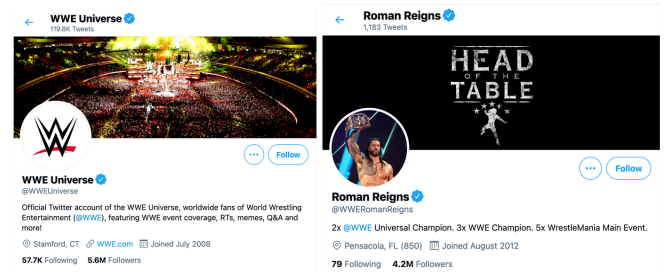 WWE Universe
119.8K Tweets
W
WWE Universe
@WWEUniverse
Follow
Official Twitter account of the WWE Universe, worldwide fans of World Wrestling
Entertainment (@WWE), featuring WWE event coverage, RTs, memes, Q&A and
more!
Stamford, CT WWE.com Joined July 2008
57.7K Following 5.6M Followers
Roman Reigns
1,183 Tweets
HEAD
OF THE
TABLE
Follow
Roman Reigns
@WWERomanReigns
2x @WWE Universal Champion. 3x WWE Champion. 5x WrestleMania Main Event.
Pensacola, FL (850) Joined August 2012
79 Following 4.2M Followers